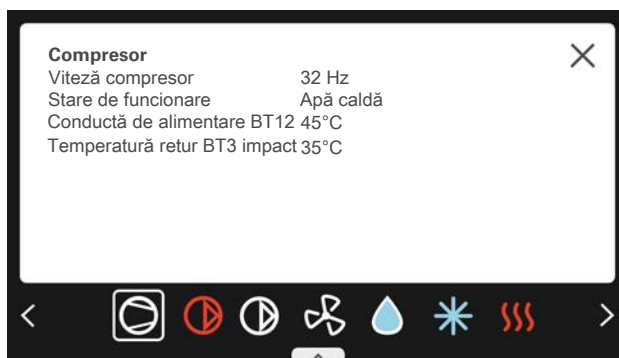 Compresor
Viteză compresor 32 Hz
Stare de funcionare Apă caldă
Conductă de alimentare BT12 45°C
Temperatură retur BT3 impact 35°C